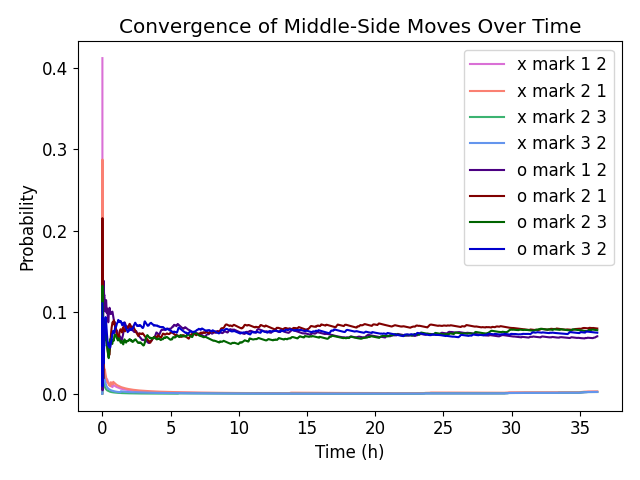 Convergence of Middle-Side Moves Over Time
Probability
0.4
0.3
0.2
0.1
0.0
x mark 1 2
x mark 2 1
x mark 2 3
x mark 3 2
o mark 1 2
o mark 2 1
o mark 2 3
o mark 3 2
0 5 10 15 20 25 30 35
Time (h)